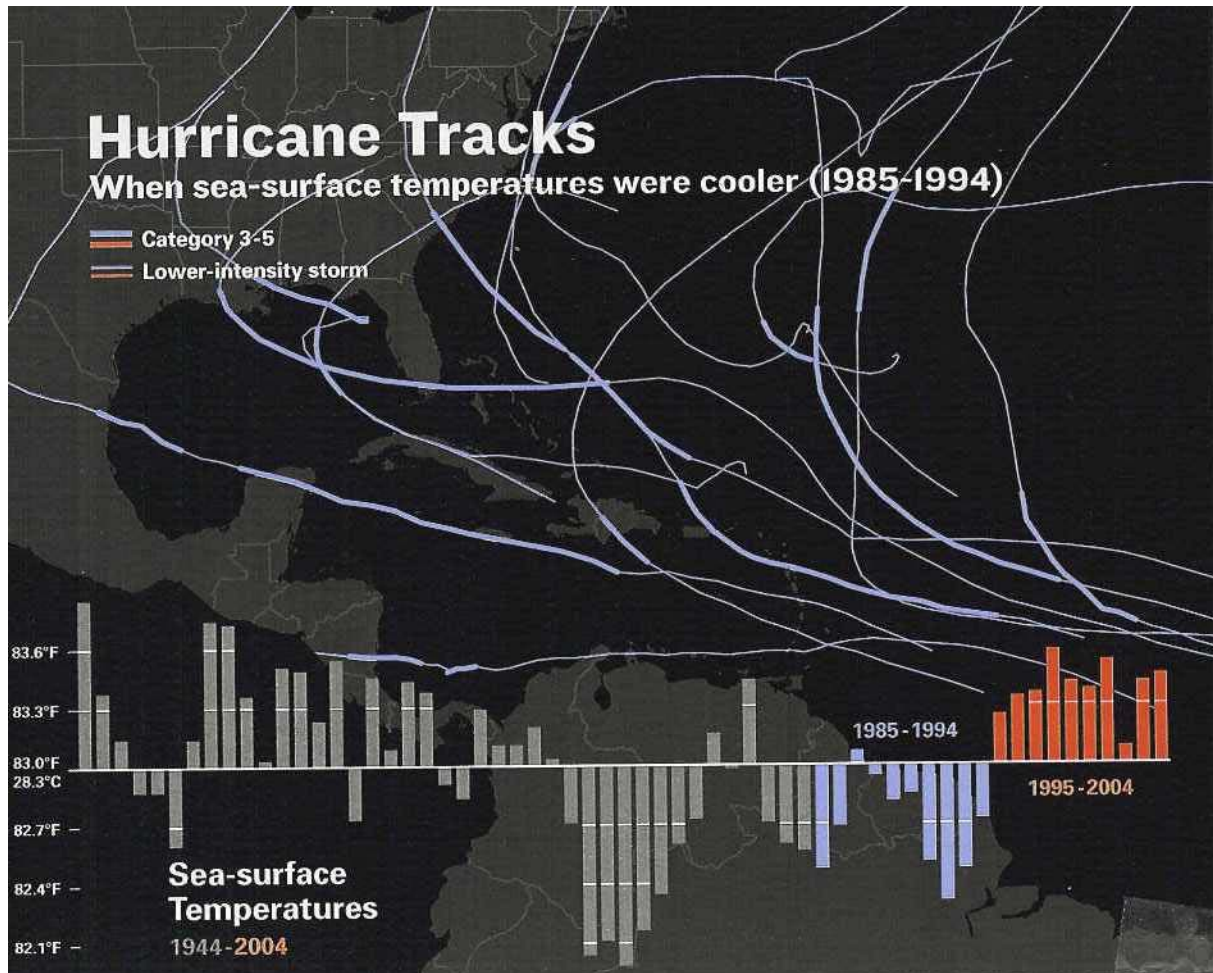 Hurricane Tracks
When sea-surface temperatures were cooler (1985-1994)
Category 3-5
Lower-intensity storm
83.6°F
83.3°F
83.0°F
28.3°C
82.7°F
82.4°F
82.1°F
1985-1994
1995-2004
Sea-surface
Temperatures
1944-2004